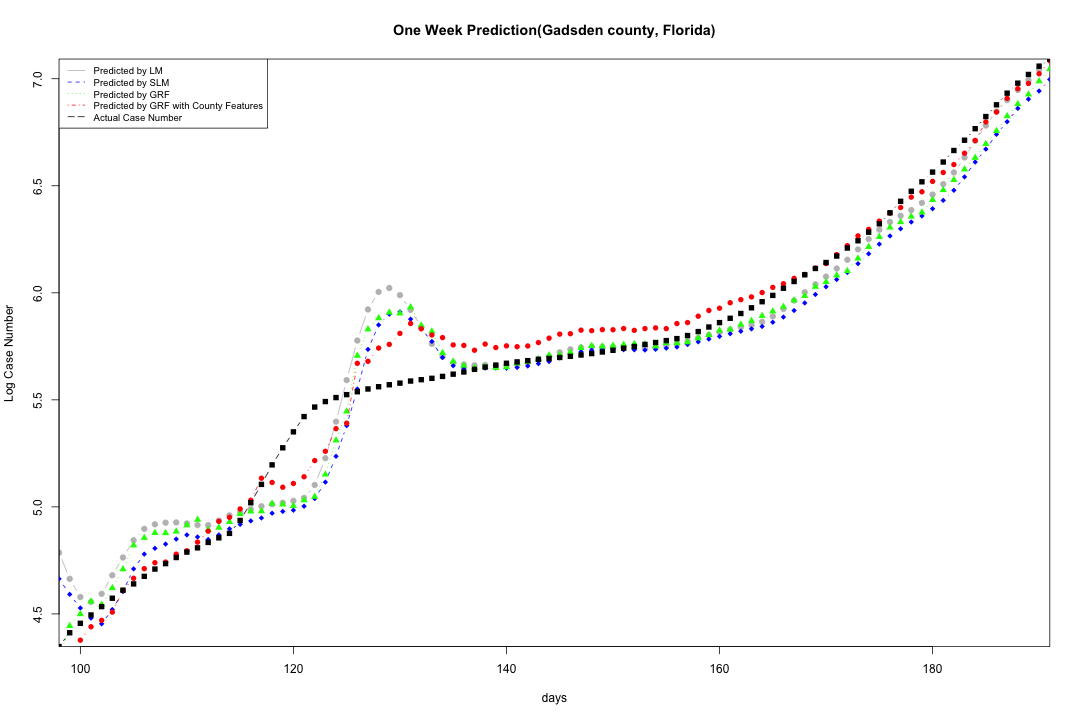 One Week Prediction(Gadsden county, Florida)
Predicted by LM
Predicted by SLM
Predicted by GRF
Predicted by GRF with County Features
Actual Case Number
7.0
6.5
6.0
5.5
5.0
4.5
Log Case Number
100 120 140 160 180
days